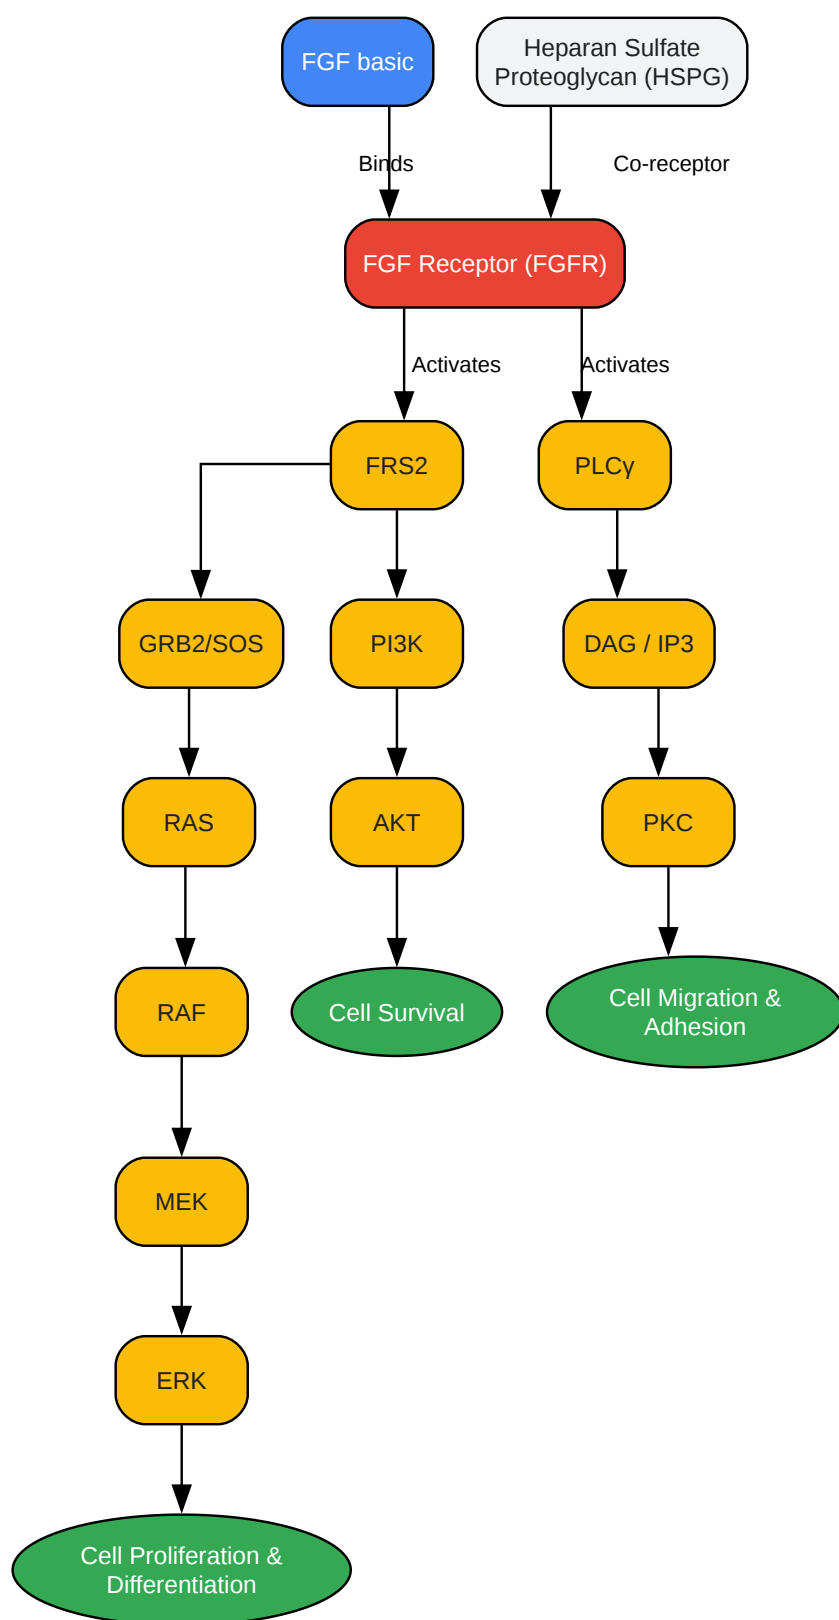 FGF basic
Heparan Sulfate
Proteoglycan (HSPG)
Binds
Co-receptor
FGF Receptor (FGFR)
Activates
Activates
FRS2
PLCγ
GRB2/SOS
PI3K
DAG / IP3
RAS
AKT
PKC
RAF
Cell Survival
Cell Migration &
Adhesion
MEK
ERK
Cell Proliferation &
Differentiation